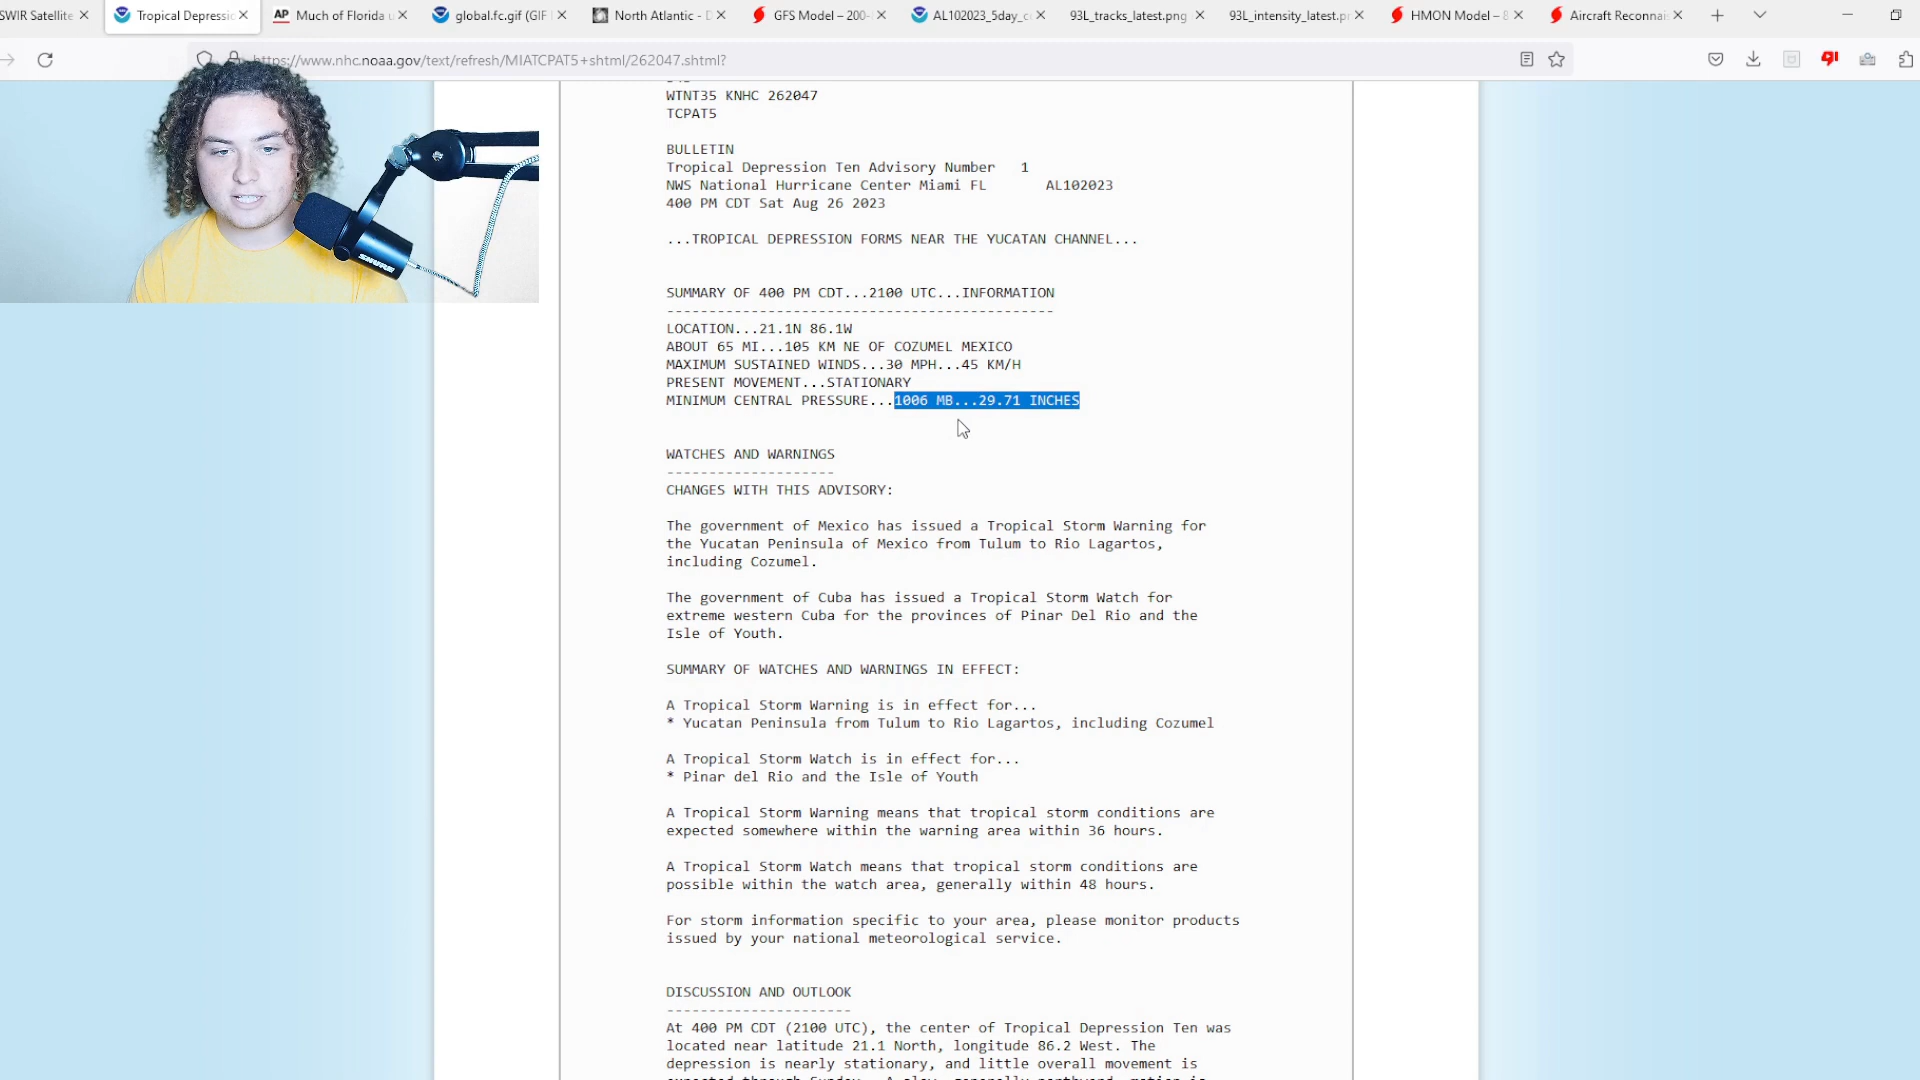 SWIR Satellite
Tropical Depressio
AP Much of Florida u
global.fc.gif (GIF I
North Atlantic - D
GFS Model – 200-
AL102023_5day_c
93L_tracks_latest.png
93L_intensity_latest.p
HMON Model – 8
Aircraft Reconnai
https://www.nhc.noaa.gov/text/refresh/MIATCPAT5+shtml/262047.shtml?
WTNT35 KNHC 262047
TCPAT5
BULLETIN
Tropical Depression Ten Advisory Number 1
NWS National Hurricane Center Miami FL AL102023
400 PM CDT Sat Aug 26 2023
...TROPICAL DEPRESSION FORMS NEAR THE YUCATAN CHANNEL...
SUMMARY OF 400 PM CDT...2100 UTC...INFORMATION
----------------------------------------------
LOCATION...21.1N 86.1W
ABOUT 65 MI...105 KM NE OF COZUMEL MEXICO
MAXIMUM SUSTAINED WINDS...30 MPH...45 KM/H
PRESENT MOVEMENT...STATIONARY
MINIMUM CENTRAL PRESSURE...1006 MB...29.71 INCHES
WATCHES AND WARNINGS
--------------------
CHANGES WITH THIS ADVISORY:
The government of Mexico has issued a Tropical Storm Warning for
the Yucatan Peninsula of Mexico from Tulum to Rio Lagartos,
including Cozumel.
The government of Cuba has issued a Tropical Storm Watch for
extreme western Cuba for the provinces of Pinar Del Rio and the
Isle of Youth.
SUMMARY OF WATCHES AND WARNINGS IN EFFECT:
A Tropical Storm Warning is in effect for...
* Yucatan Peninsula from Tulum to Rio Lagartos, including Cozumel
A Tropical Storm Watch is in effect for...
* Pinar del Rio and the Isle of Youth
A Tropical Storm Warning means that tropical storm conditions are
expected somewhere within the warning area within 36 hours.
A Tropical Storm Watch means that tropical storm conditions are
possible within the watch area, generally within 48 hours.
For storm information specific to your area, please monitor products
issued by your national meteorological service.
DISCUSSION AND OUTLOOK
----------------------
At 400 PM CDT (2100 UTC), the center of Tropical Depression Ten was
located near latitude 21.1 North, longitude 86.2 West. The
depression is nearly stationary, and little overall movement is
SHURE